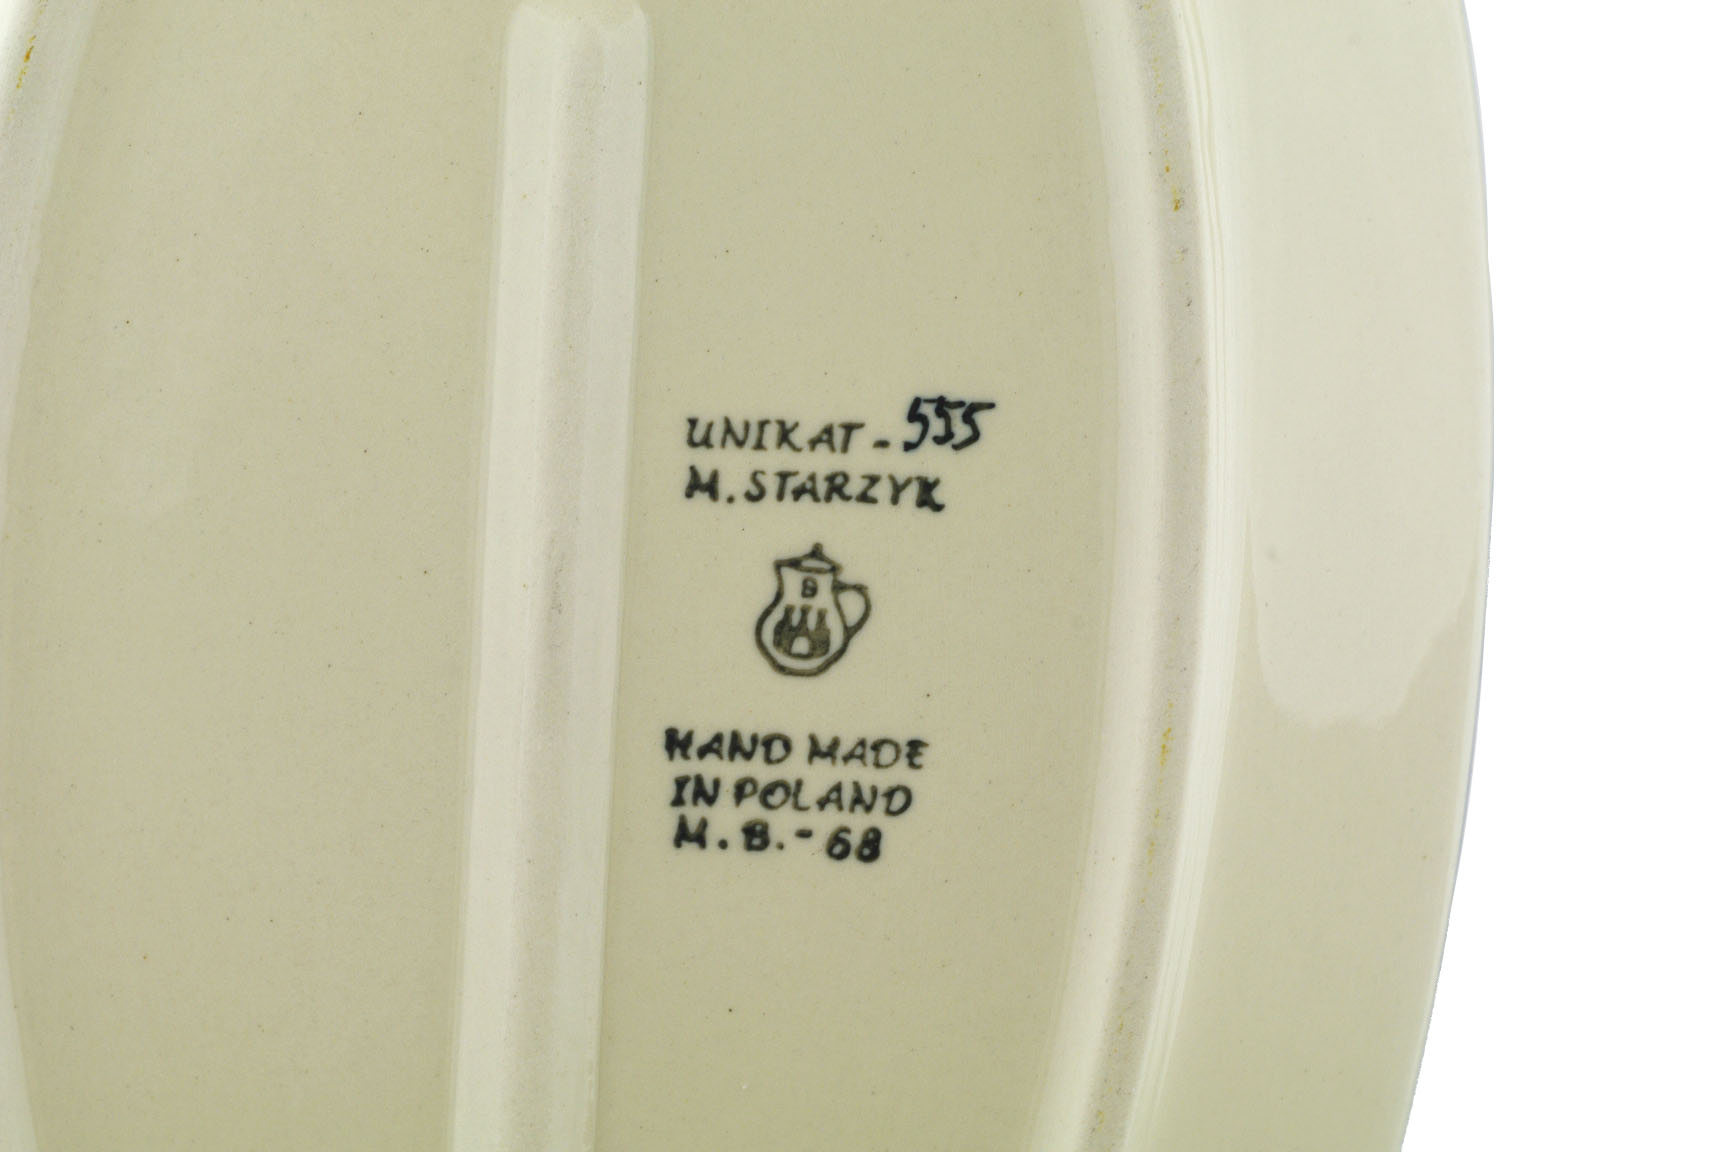 UNIKAT - 555
M. STARZYK
B
HAND MADE
IN POLAND
M. B. - 68